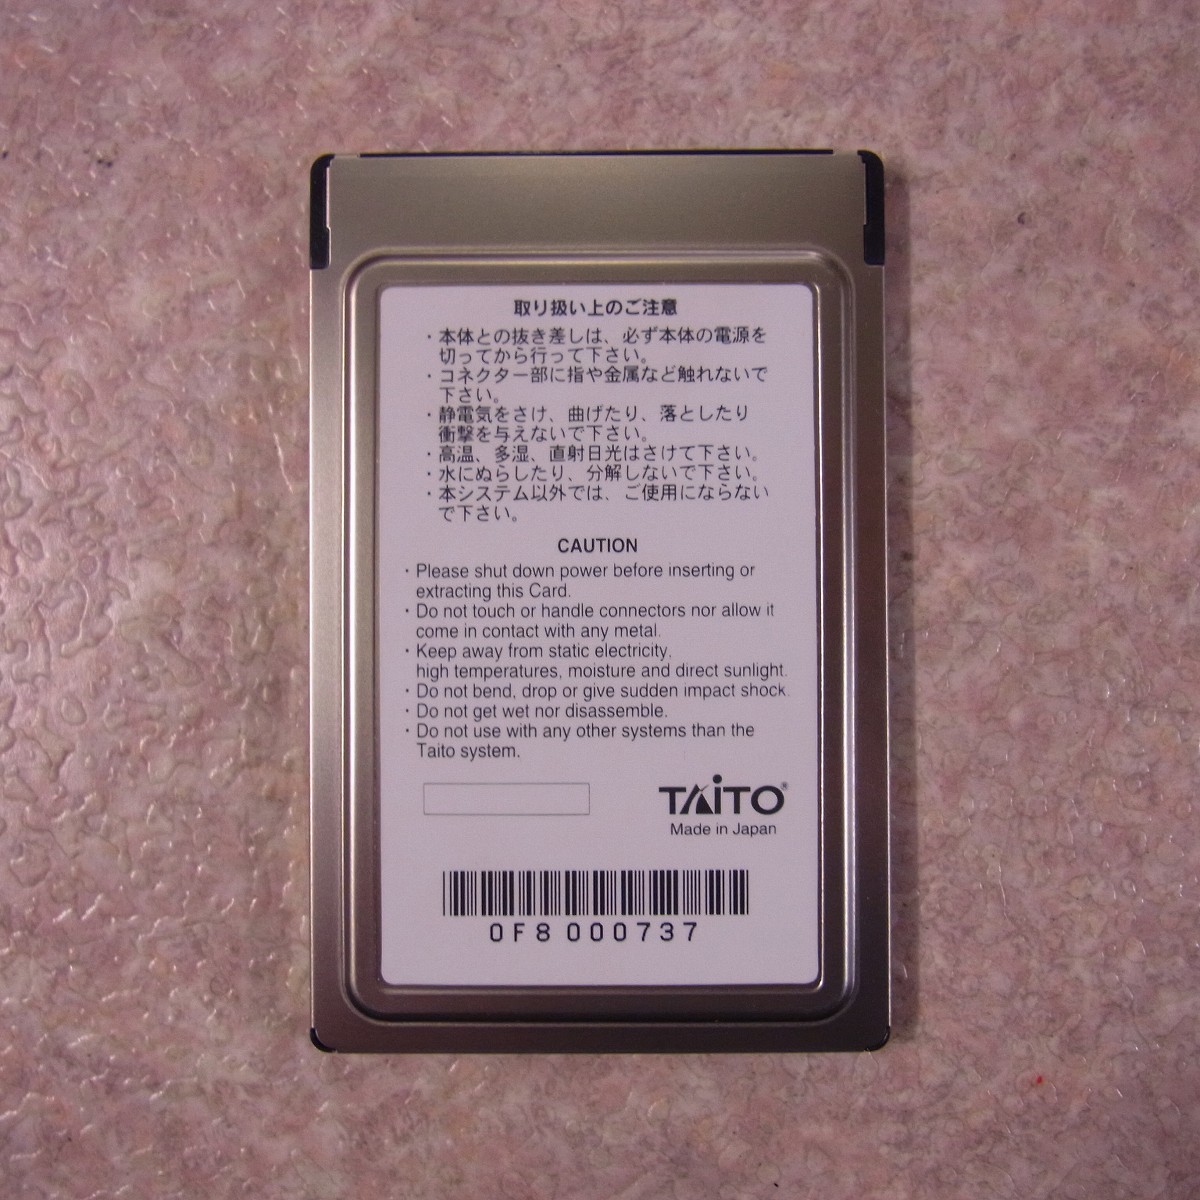 取り扱い上のご注意
・本体との抜き差しは、必ず本体の電源を
切ってから行って下さい。
・コネクター部に指や金属など触れないで
下さい。
・静電気をさけ、曲げたり、落としたり
衝撃を与えないで下さい。
・高温、多湿、直射日光はさけて下さい。
・水にぬらしたり、分解しないで下さい。
・本システム以外では、ご使用にならない
で下さい。
CAUTION
・Please shut down power before inserting or
extracting this Card.
・Do not touch or handle connectors nor allow it
come in contact with any metal.
・Keep away from static electricity,
high temperatures, moisture and direct sunlight.
・Do not bend, drop or give sudden impact shock.
・Do not get wet nor disassemble.
・Do not use with any other systems than the
Taito system.
TAITO®
Made in Japan
0F8 000737